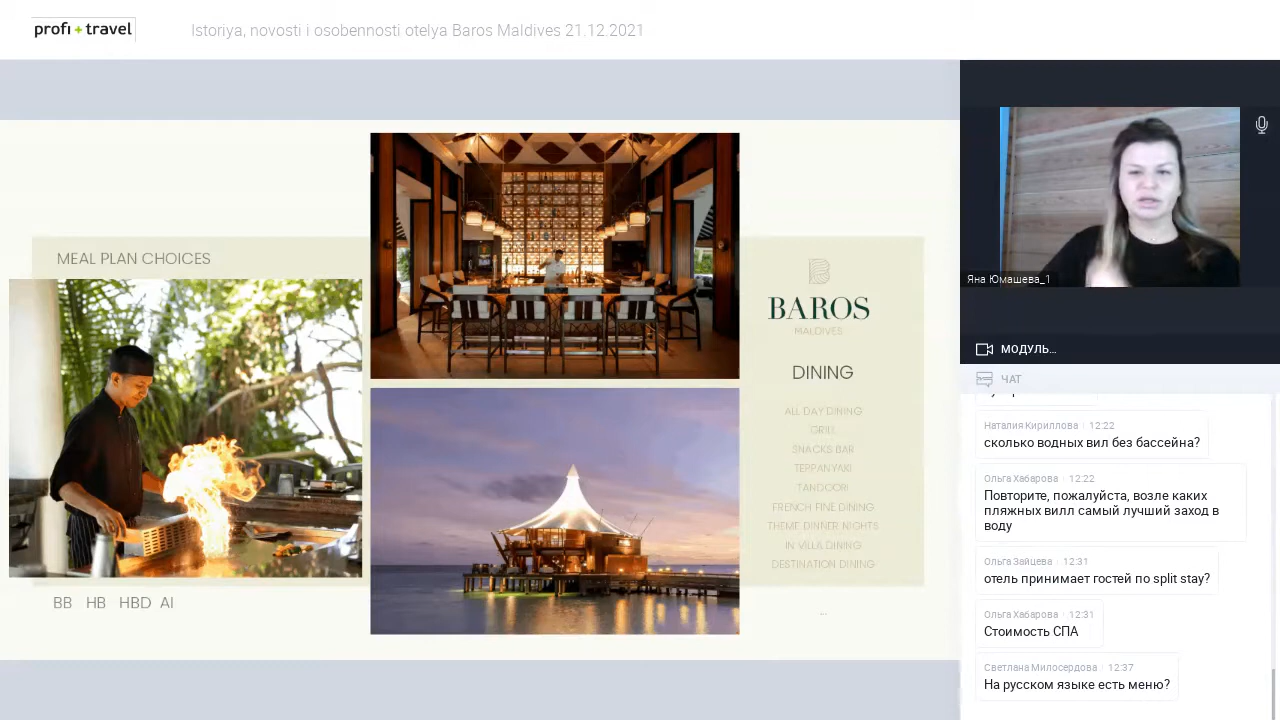 profi + travel
Istoriya, novosti i osobennosti otelya Baros Maldives 21.12.2021
MEAL PLAN CHOICES
BB HB HBD AI
BAROS
MALDIVES
DINING
ALL DAY DINING
GRILL
SNACKS BAR
TEPPANYAKI
TANDOORI
FRENCH FINE DINING
THEME DINNER NIGHTS
IN VILLA DINING
DESTINATION DINING
...
Яна Юмашева_1
МОДУЛЬ...
ЧАТ
Наталия Кириллова 12:22
сколько водных вил без бассейна?
Ольга Хабарова 12:22
Повторите, пожалуйста, возле каких
пляжных вилл самый лучший заход в
воду
Ольга Зайцева 12:31
отель принимает гостей по split stay?
Ольга Хабарова 12:31
Стоимость СПА
Светлана Милосердова 12:37
На русском языке есть меню?